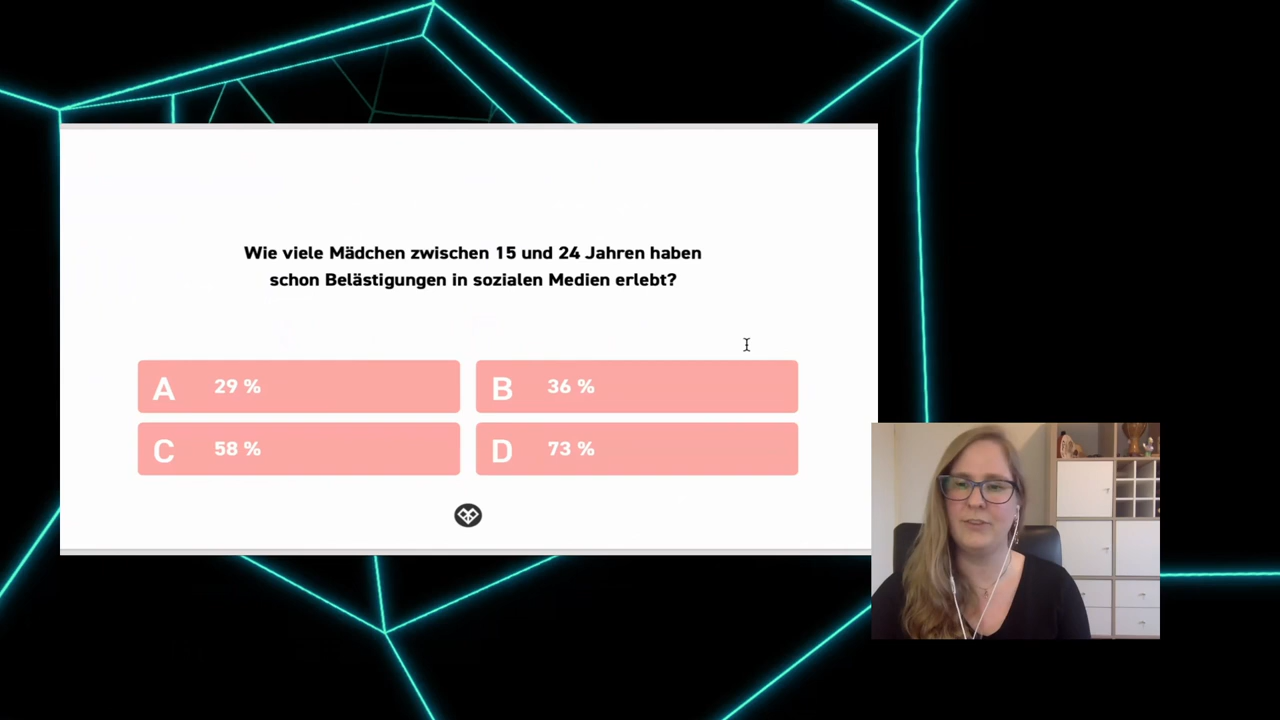 Wie viele Mädchen zwischen 15 und 24 Jahren haben
schon Belästigungen in sozialen Medien erlebt?
A 29 %
B 36 %
C 58 %
D 73 %